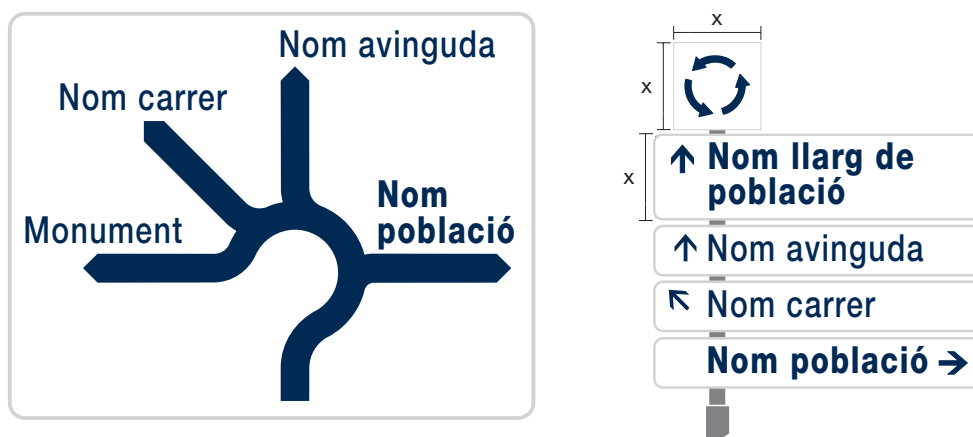 Nom avinguda
Nom carrer
Nom
població
Monument
x
x
x
Nom llarg de
població
Nom avinguda
Nom carrer
Nom població